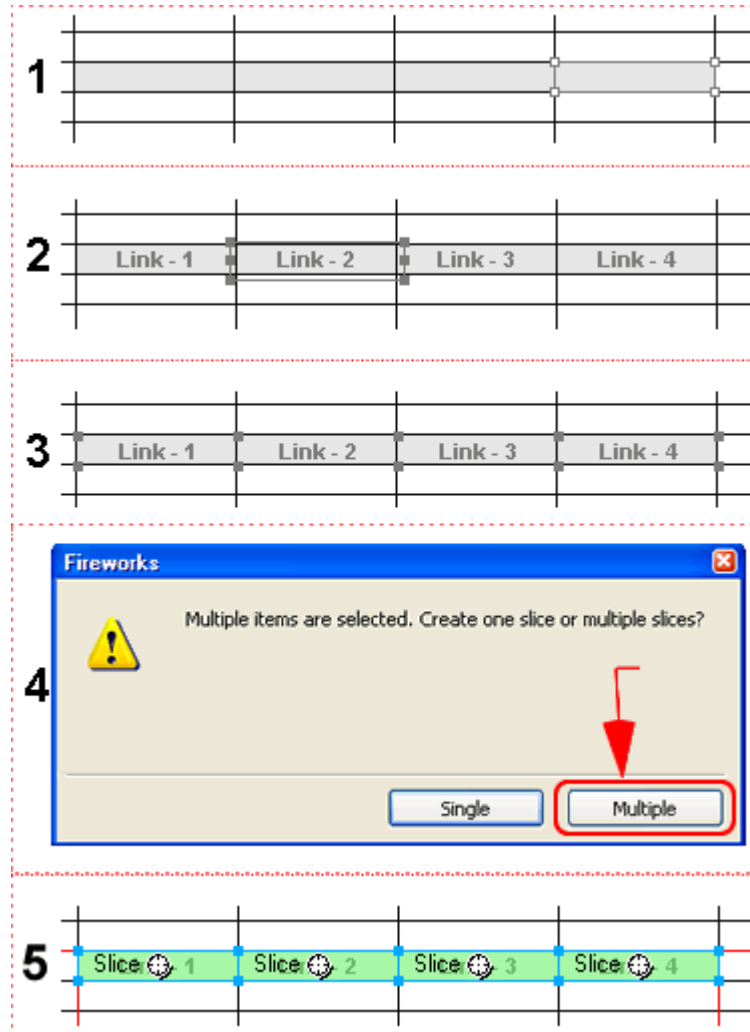 1
2
Link - 1 Link - 2 Link - 3 Link - 4
3
Link - 1 Link - 2 Link - 3 Link - 4
Fireworks
Multiple items are selected. Create one slice or multiple slices?
4
Single Multiple
5
Slice 1 Slice 2 Slice 3 Slice 4